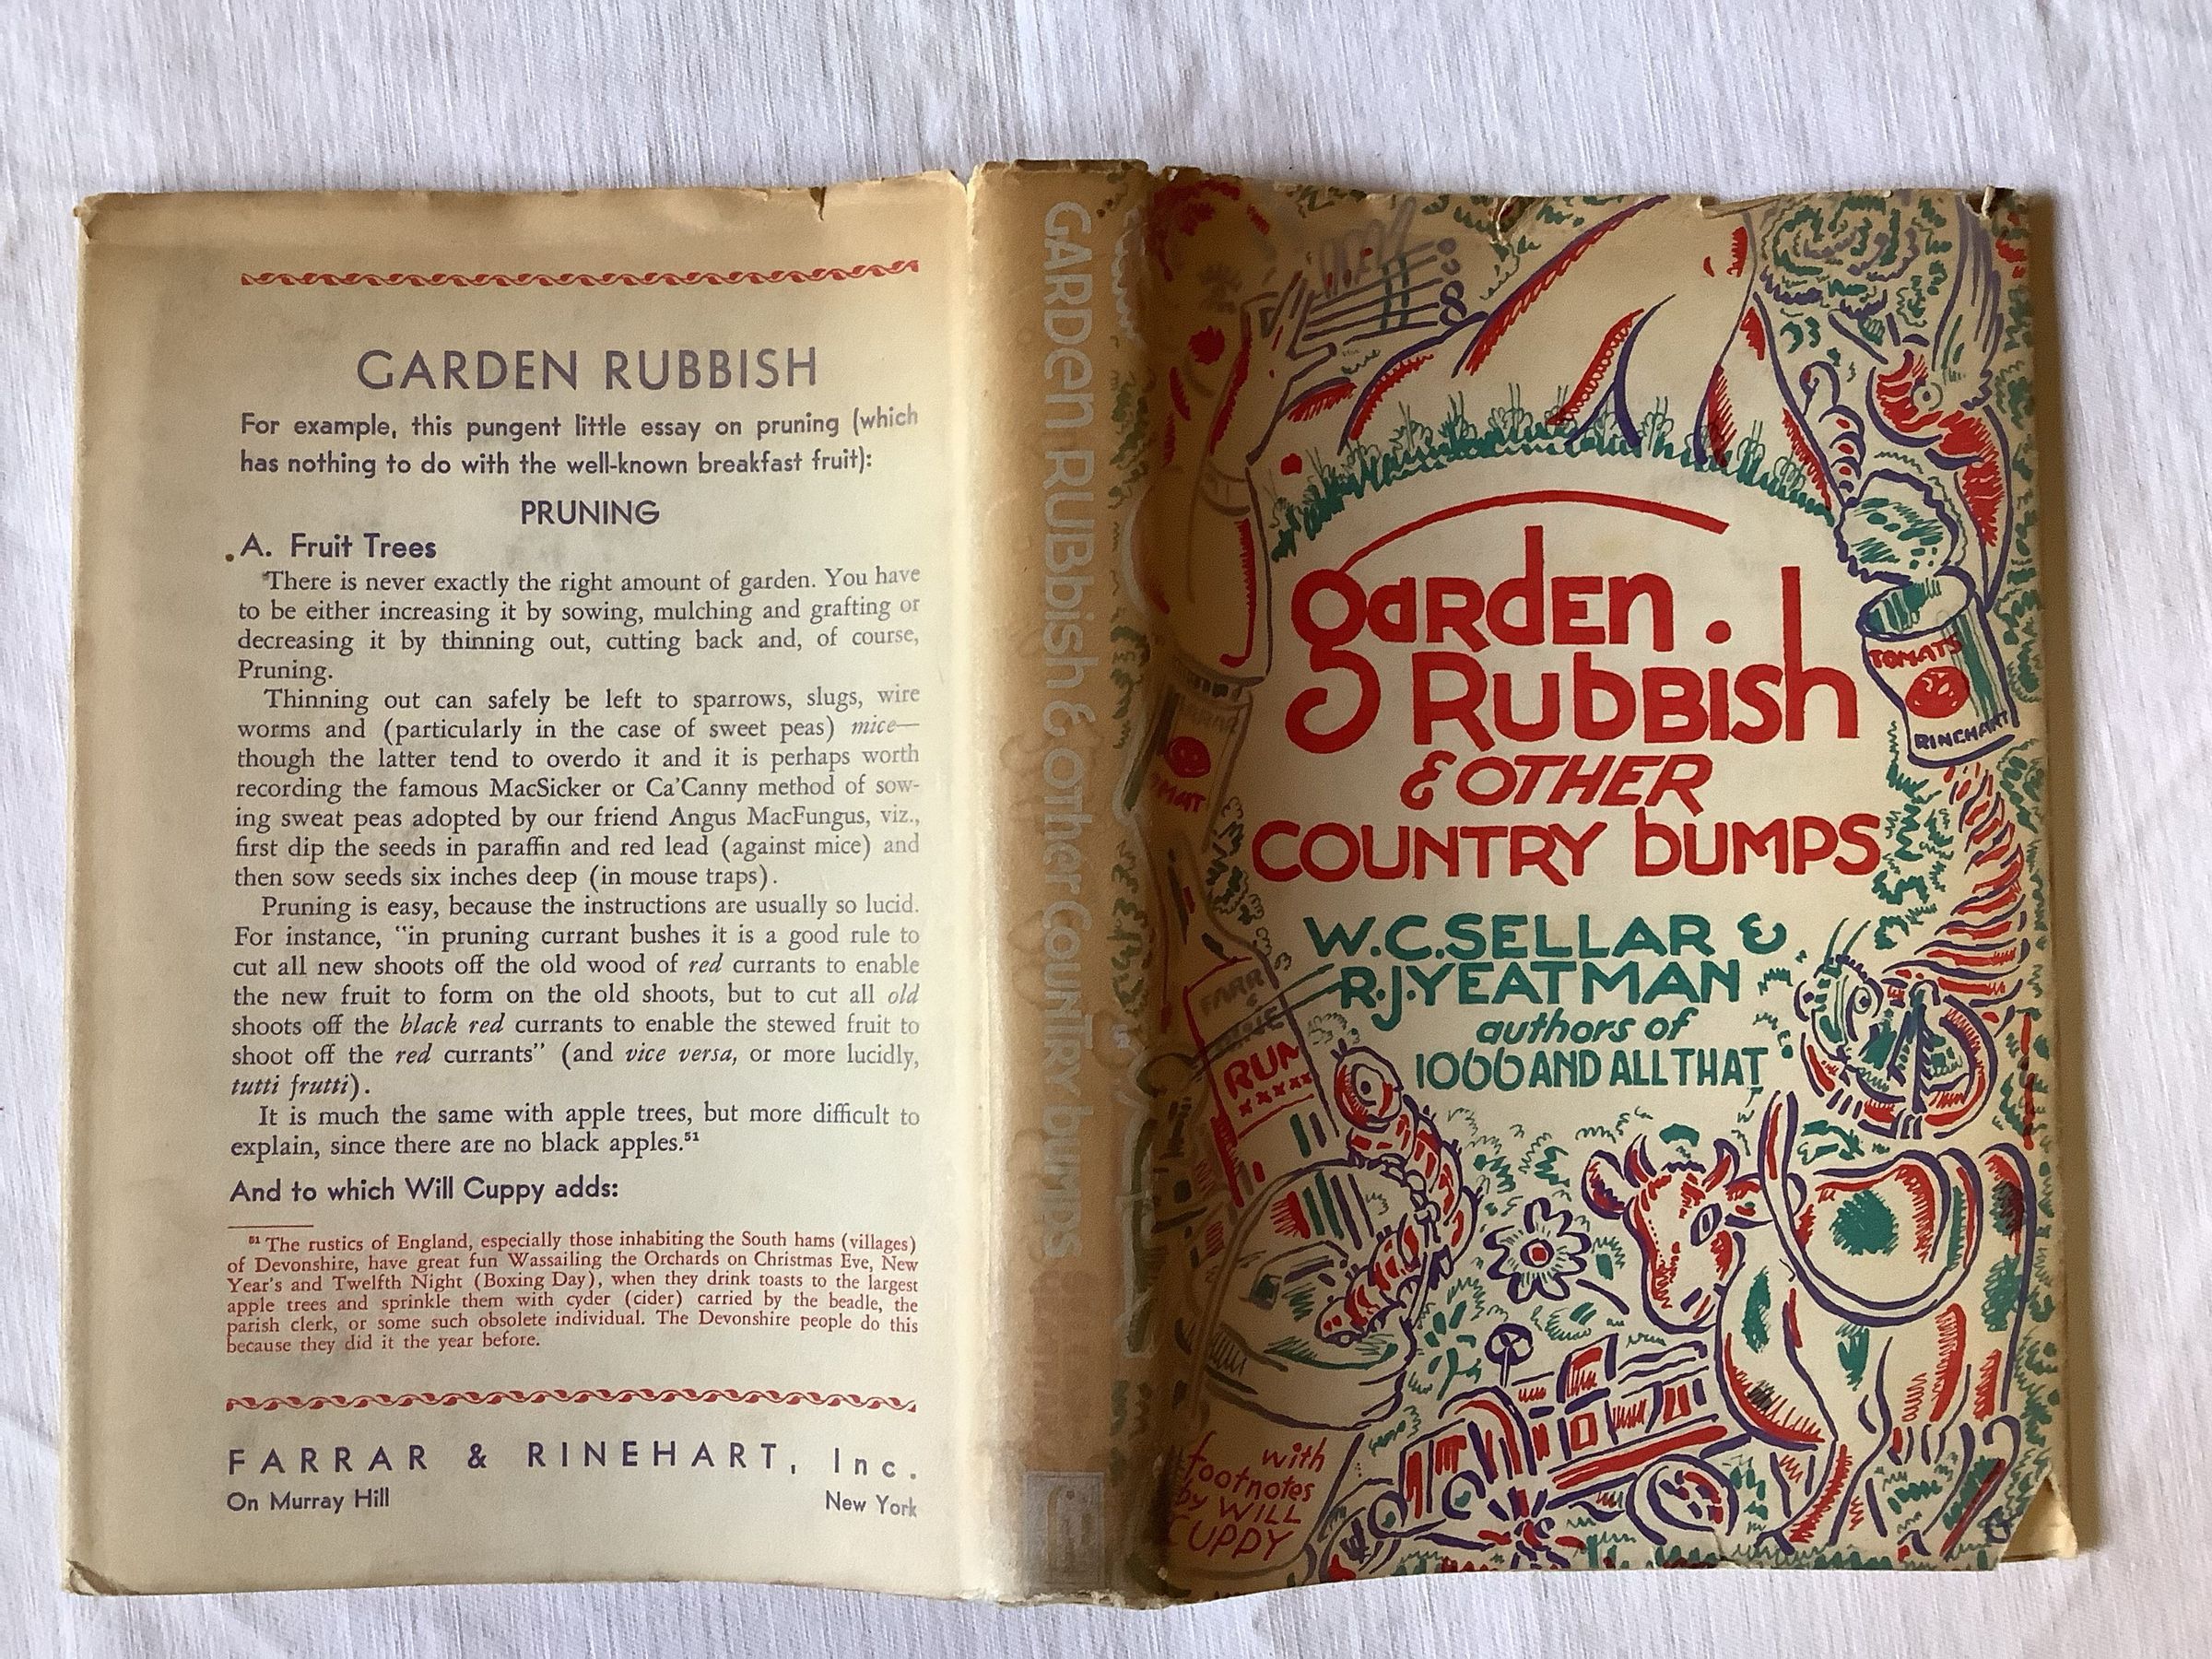 GARDEN RUBBISH
For example, this pungent little essay on pruning (which
has nothing to do with the well-known breakfast fruit):
PRUNING
A. Fruit Trees
There is never exactly the right amount of garden. You have
to be either increasing it by sowing, mulching and grafting or
decreasing it by thinning out, cutting back and, of course,
Pruning.
Thinning out can safely be left to sparrows, slugs, wire
worms and (particularly in the case of sweet peas) mice—
though the latter tend to overdo it and it is perhaps worth
recording the famous MacSicker or Ca'Canny method of sow-
ing sweat peas adopted by our friend Angus MacFungus, viz.,
first dip the seeds in paraffin and red lead (against mice) and
then sow seeds six inches deep (in mouse traps).
Pruning is easy, because the instructions are usually so lucid.
For instance, "in pruning currant bushes it is a good rule to
cut all new shoots off the old wood of red currants to enable
the new fruit to form on the old shoots, but to cut all old
shoots off the black red currants to enable the stewed fruit to
shoot off the red currants" (and vice versa, or more lucidly,
tutti frutti).
It is much the same with apple trees, but more difficult to
explain, since there are no black apples.⁵¹
And to which Will Cuppy adds:
⁵¹ The rustics of England, especially those inhabiting the South hams (villages)
of Devonshire, have great fun Wassailing the Orchards on Christmas Eve, New
Year's and Twelfth Night (Boxing Day), when they drink toasts to the largest
apple trees and sprinkle them with cyder (cider) carried by the beadle, the
parish clerk, or some such obsolete individual. The Devonshire people do this
because they did it the year before.
FARRAR & RINEHART, Inc.
On Murray Hill New York
GARDen RUBbish & OTHer COUNTRY bUMPS
garden
RubBish
& OTHER
COUNTRY bUMPS
W.C.SELLAR &
R.J.YEATMAN
authors of
1066 AND ALL THAT
TOMATS
RINEHART
RUM
xxxxx
with
footnotes
by WILL
CUPPY